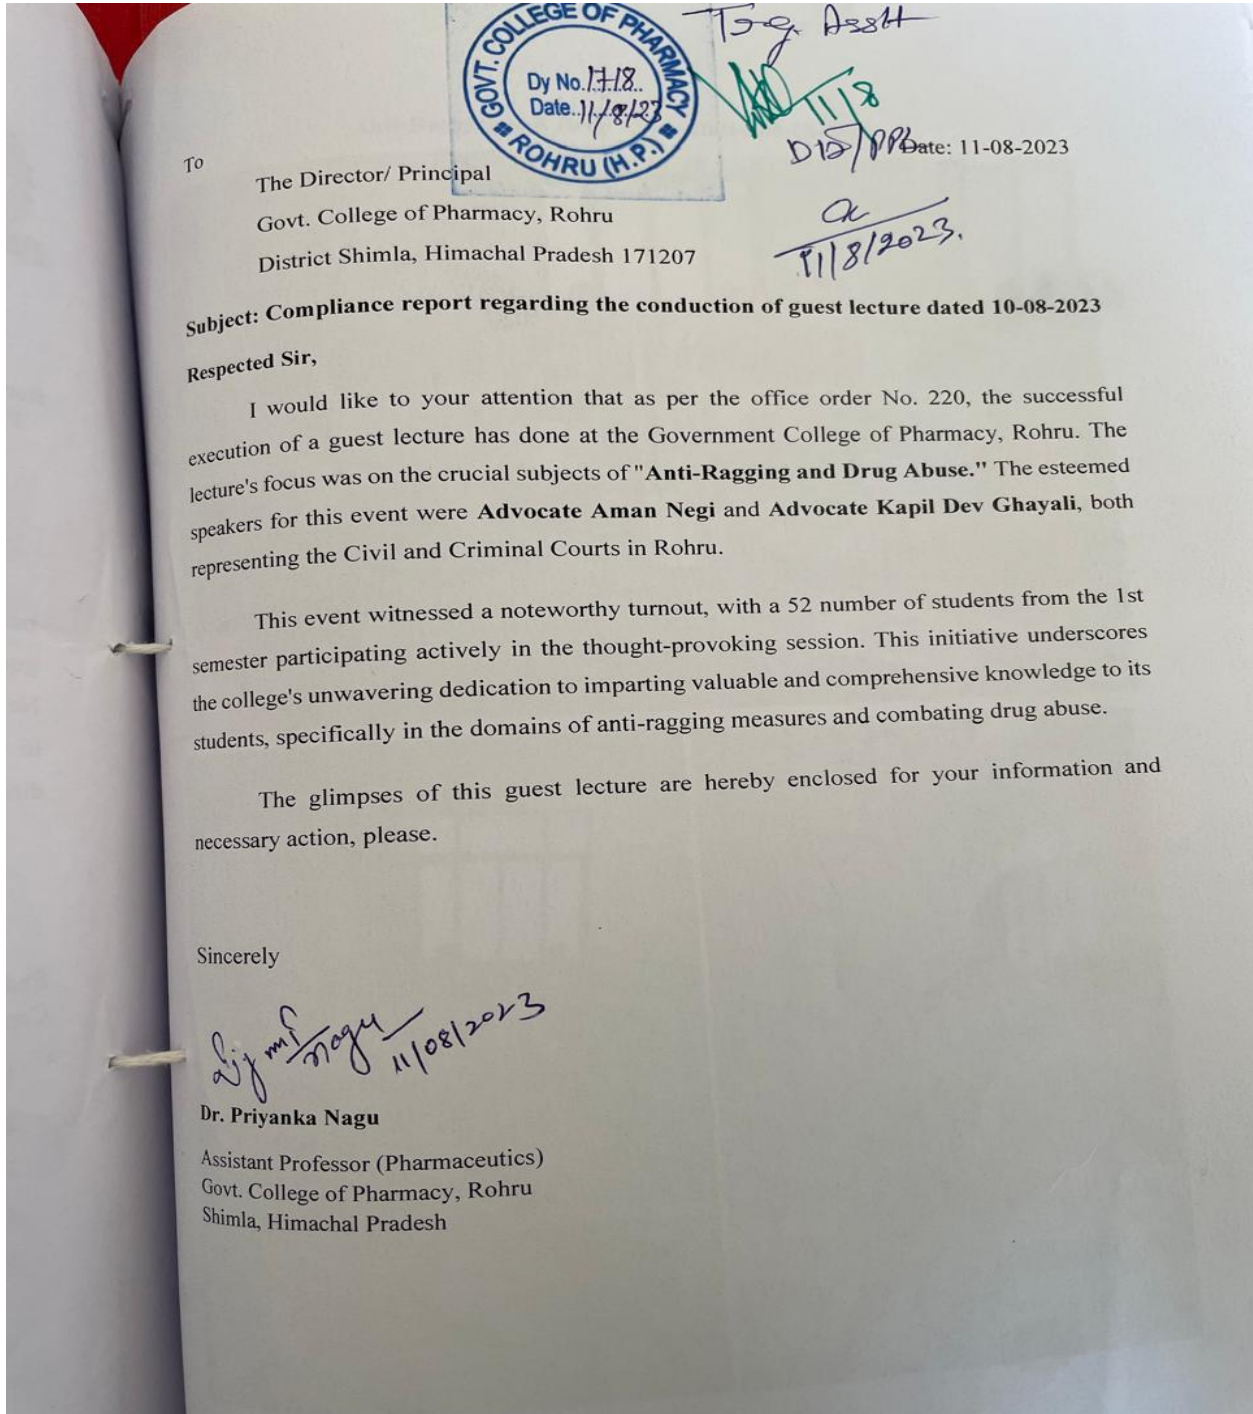 GOVT. COLLEGE OF PHARMACY
Dy No. 1718
Date. 11/8/23
ROHRU (H.P.)
11/8
Date: 11-08-2023
11/8/2023.
To
The Director/ Principal
Govt. College of Pharmacy, Rohru
District Shimla, Himachal Pradesh 171207
Subject: Compliance report regarding the conduction of guest lecture dated 10-08-2023
Respected Sir,
I would like to your attention that as per the office order No. 220, the successful
execution of a guest lecture has done at the Government College of Pharmacy, Rohru. The
lecture's focus was on the crucial subjects of "Anti-Ragging and Drug Abuse." The esteemed
speakers for this event were Advocate Aman Negi and Advocate Kapil Dev Ghayali, both
representing the Civil and Criminal Courts in Rohru.
This event witnessed a noteworthy turnout, with a 52 number of students from the 1st
semester participating actively in the thought-provoking session. This initiative underscores
the college's unwavering dedication to imparting valuable and comprehensive knowledge to its
students, specifically in the domains of anti-ragging measures and combating drug abuse.
The glimpses of this guest lecture are hereby enclosed for your information and
necessary action, please.
Sincerely
11/08/2023
Dr. Priyanka Nagu
Assistant Professor (Pharmaceutics)
Govt. College of Pharmacy, Rohru
Shimla, Himachal Pradesh